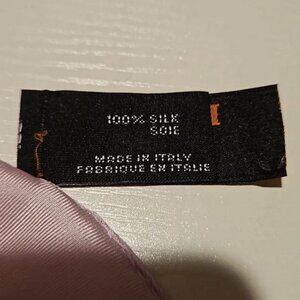 100% SILK
SOIE
MADE IN ITALY
FABRIQUE EN ITALIE